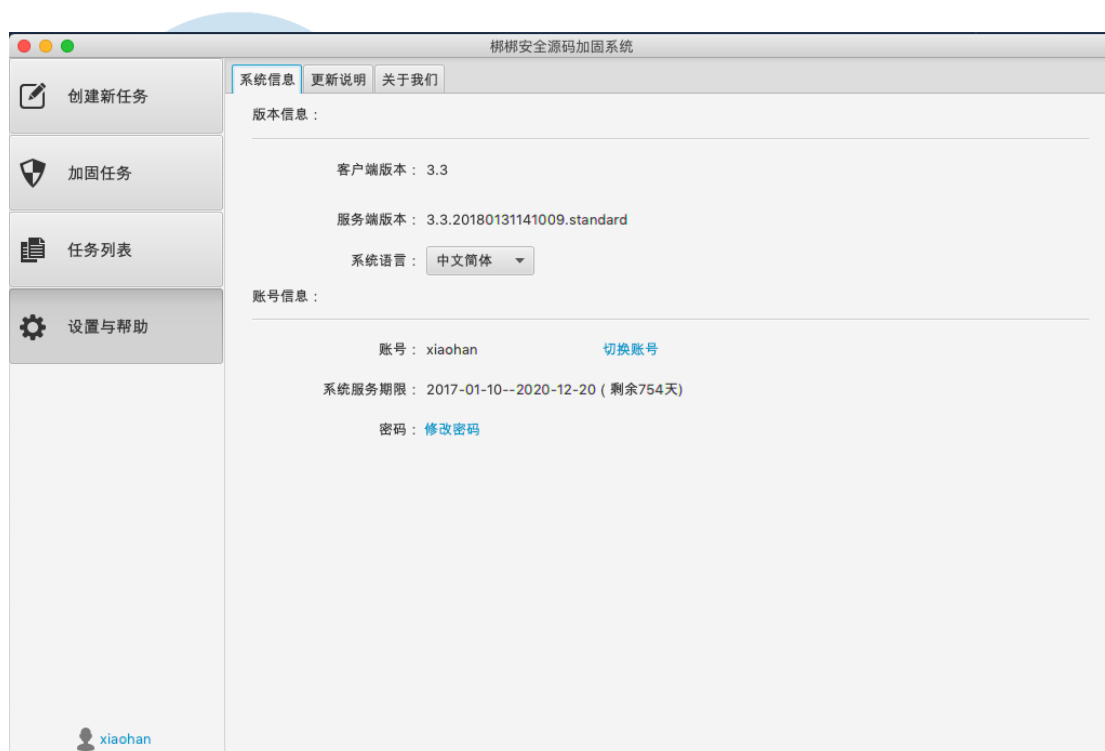 梆梆安全源码加固系统
创建新任务
加固任务
任务列表
设置与帮助
xiaohan
系统信息 更新说明 关于我们
版本信息：
客户端版本： 3.3
服务端版本： 3.3.20180131141009.standard
系统语言： 中文简体
账号信息：
账号： xiaohan 切换账号
系统服务期限： 2017-01-10--2020-12-20 ( 剩余754天)
密码： 修改密码